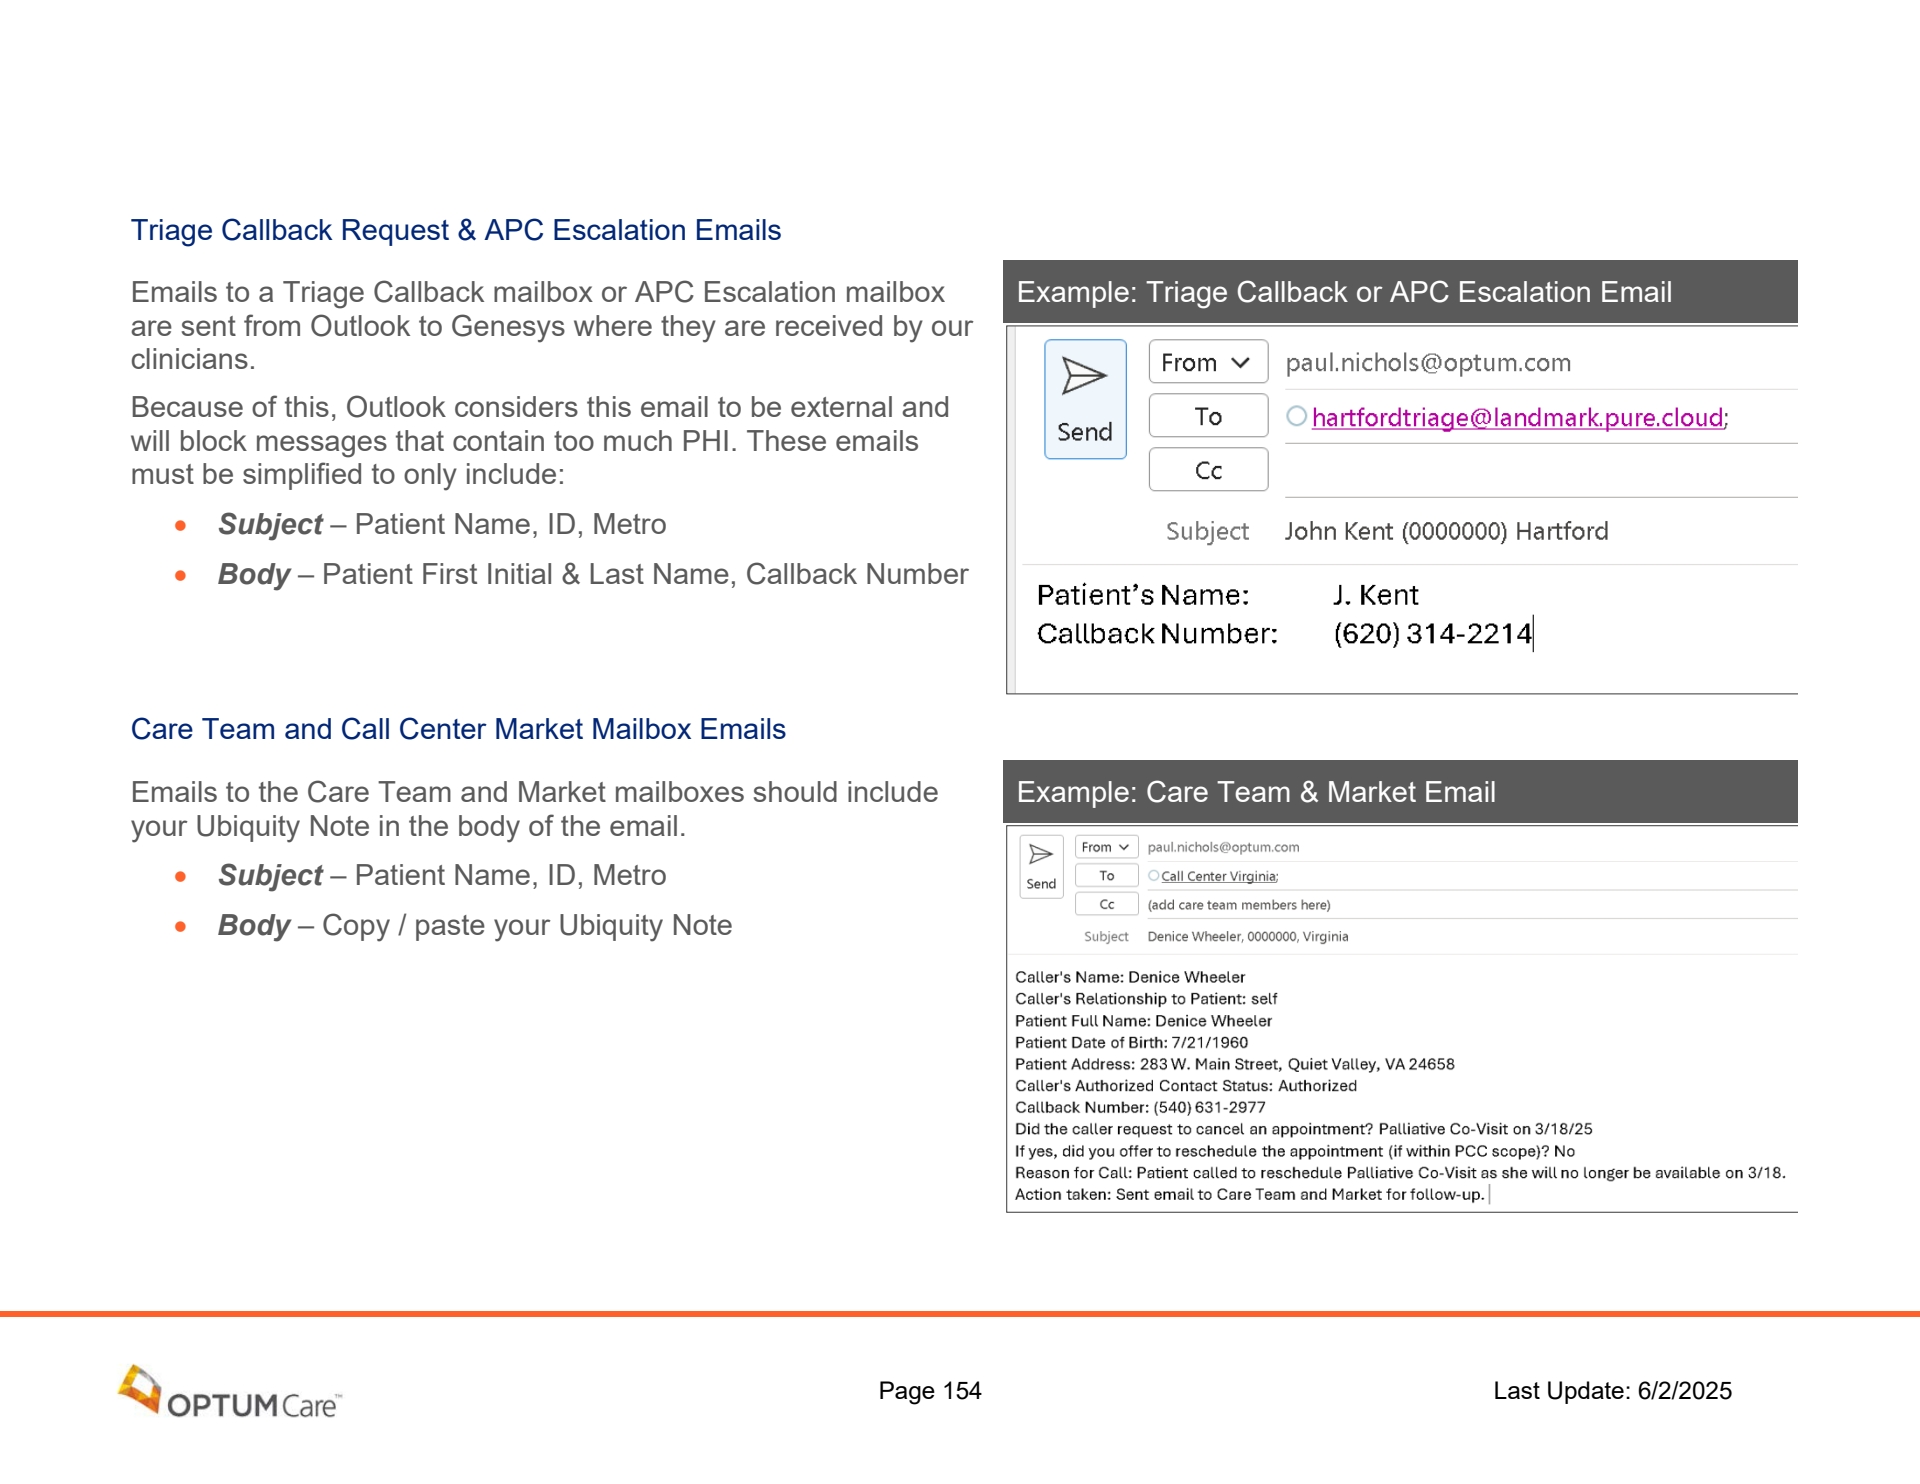 Triage Callback Request & APC Escalation Emails
Emails to a Triage Callback mailbox or APC Escalation mailbox
are sent from Outlook to Genesys where they are received by our
clinicians.
Because of this, Outlook considers this email to be external and
will block messages that contain too much PHI. These emails
must be simplified to only include:
• Subject – Patient Name, ID, Metro
• Body – Patient First Initial & Last Name, Callback Number
Example: Triage Callback or APC Escalation Email
Send
From paul.nichols@optum.com
To hartfordtriage@landmark.pure.cloud;
Cc
Subject John Kent (0000000) Hartford
Patient’s Name: J. Kent
Callback Number: (620) 314-2214
Care Team and Call Center Market Mailbox Emails
Emails to the Care Team and Market mailboxes should include
your Ubiquity Note in the body of the email.
• Subject – Patient Name, ID, Metro
• Body – Copy / paste your Ubiquity Note
Example: Care Team & Market Email
Send
From paul.nichols@optum.com
To Call Center Virginia;
Cc (add care team members here)
Subject Denice Wheeler, 0000000, Virginia
Caller's Name: Denice Wheeler
Caller's Relationship to Patient: self
Patient Full Name: Denice Wheeler
Patient Date of Birth: 7/21/1960
Patient Address: 283 W. Main Street, Quiet Valley, VA 24658
Caller's Authorized Contact Status: Authorized
Callback Number: (540) 631-2977
Did the caller request to cancel an appointment? Palliative Co-Visit on 3/18/25
If yes, did you offer to reschedule the appointment (if within PCC scope)? No
Reason for Call: Patient called to reschedule Palliative Co-Visit as she will no longer be available on 3/18.
Action taken: Sent email to Care Team and Market for follow-up.
OPTUM Care™
Page 154
Last Update: 6/2/2025